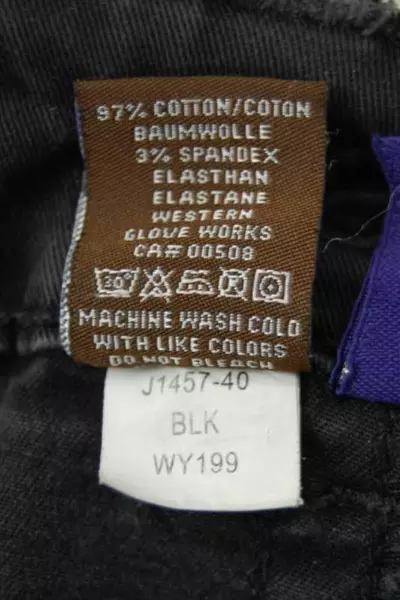 97% COTTON/COTON
BAUMWOLLE
3% SPANDEX
ELASTHAN
ELASTANE
WESTERN
GLOVE WORKS
CA# 00508
30°
MACHINE WASH COLD
WITH LIKE COLORS
DO NOT BLEACH
J1457-40
BLK
WY199